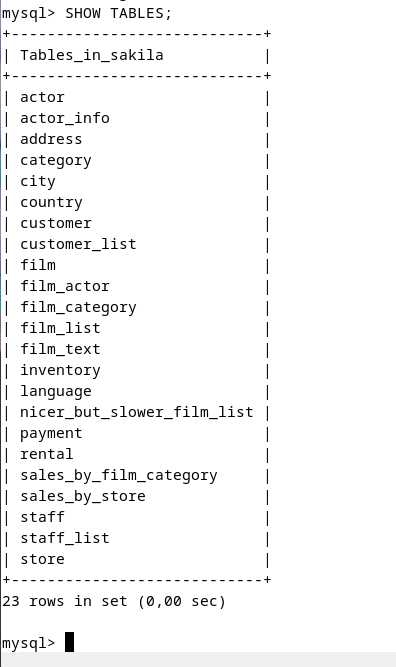 mysql> SHOW TABLES;
+----------------------------+
| Tables_in_sakila           |
+----------------------------+
| actor                      |
| actor_info                 |
| address                    |
| category                   |
| city                       |
| country                    |
| customer                   |
| customer_list              |
| film                       |
| film_actor                 |
| film_category              |
| film_list                  |
| film_text                  |
| inventory                  |
| language                   |
| nicer_but_slower_film_list |
| payment                    |
| rental                     |
| sales_by_film_category     |
| sales_by_store             |
| staff                      |
| staff_list                 |
| store                      |
+----------------------------+
23 rows in set (0,00 sec)

mysql>